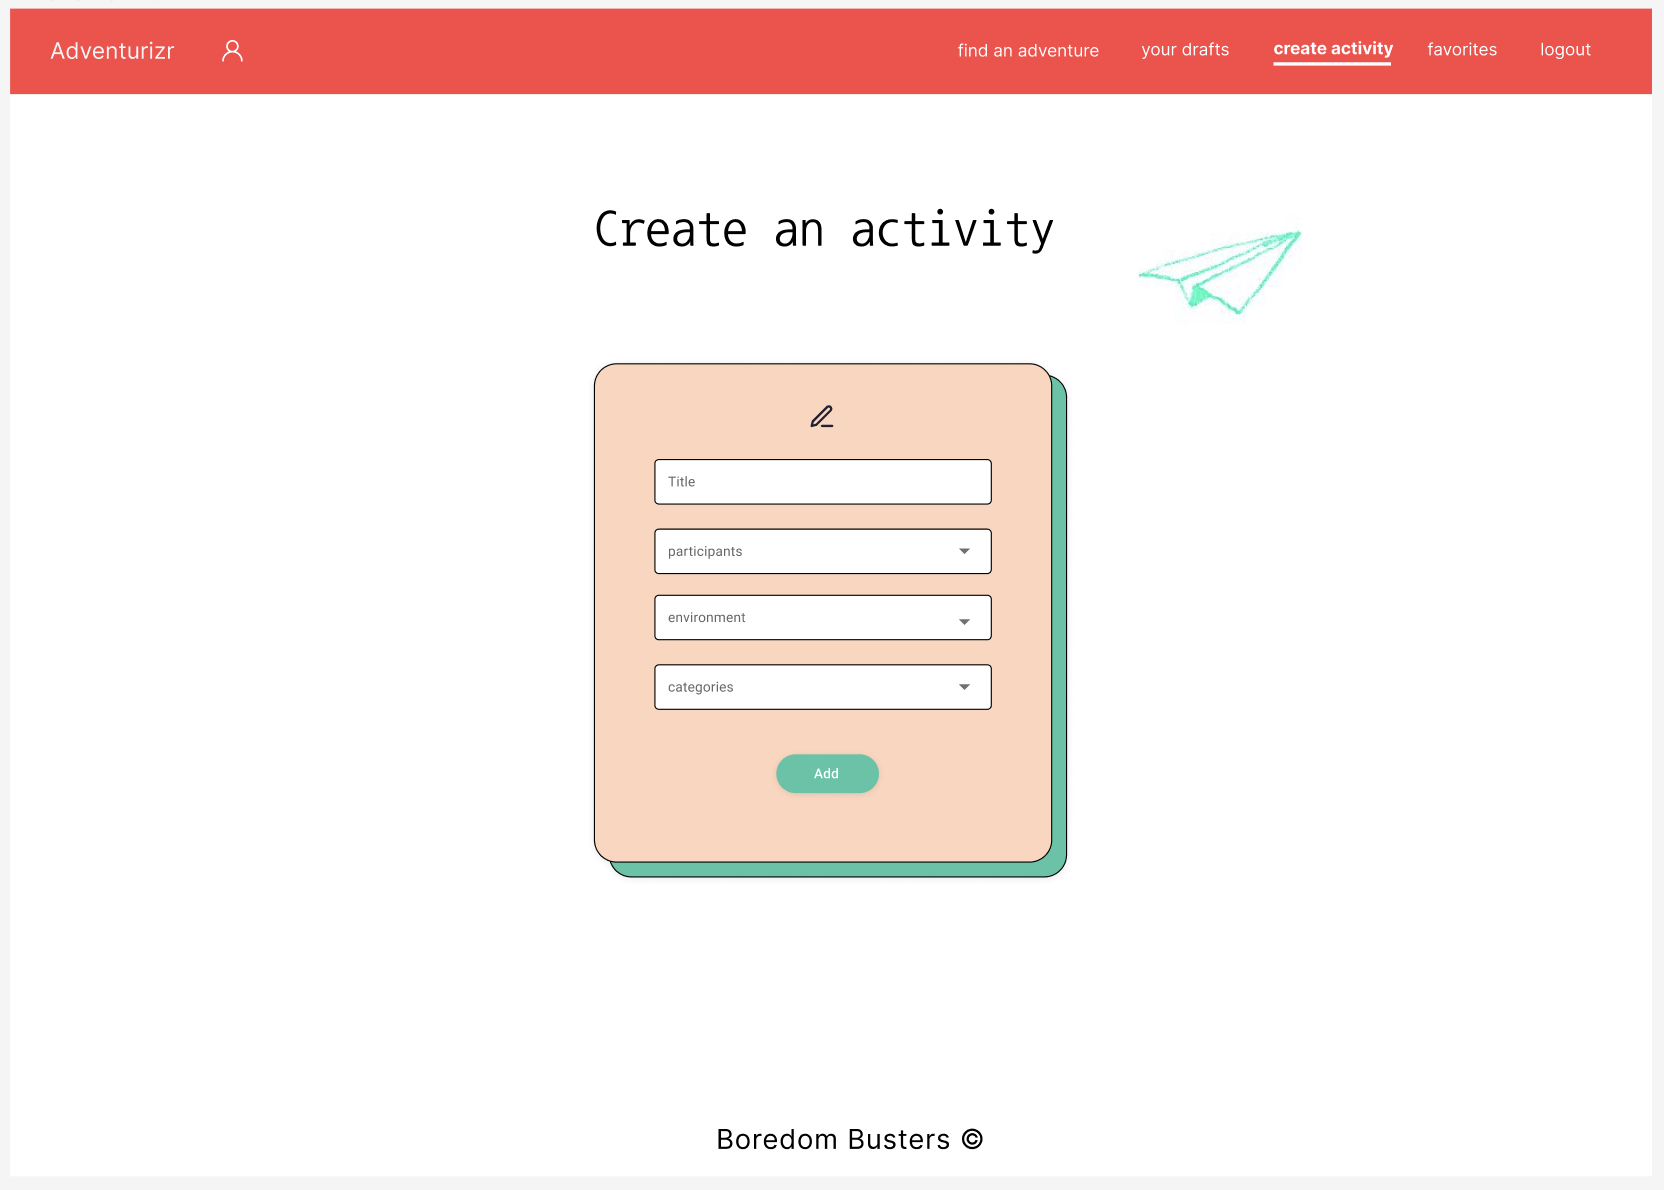 Adventurizr
find an adventure
your drafts
create activity
favorites
logout
Create an activity
Title
participants
environment
categories
Add
Boredom Busters ©